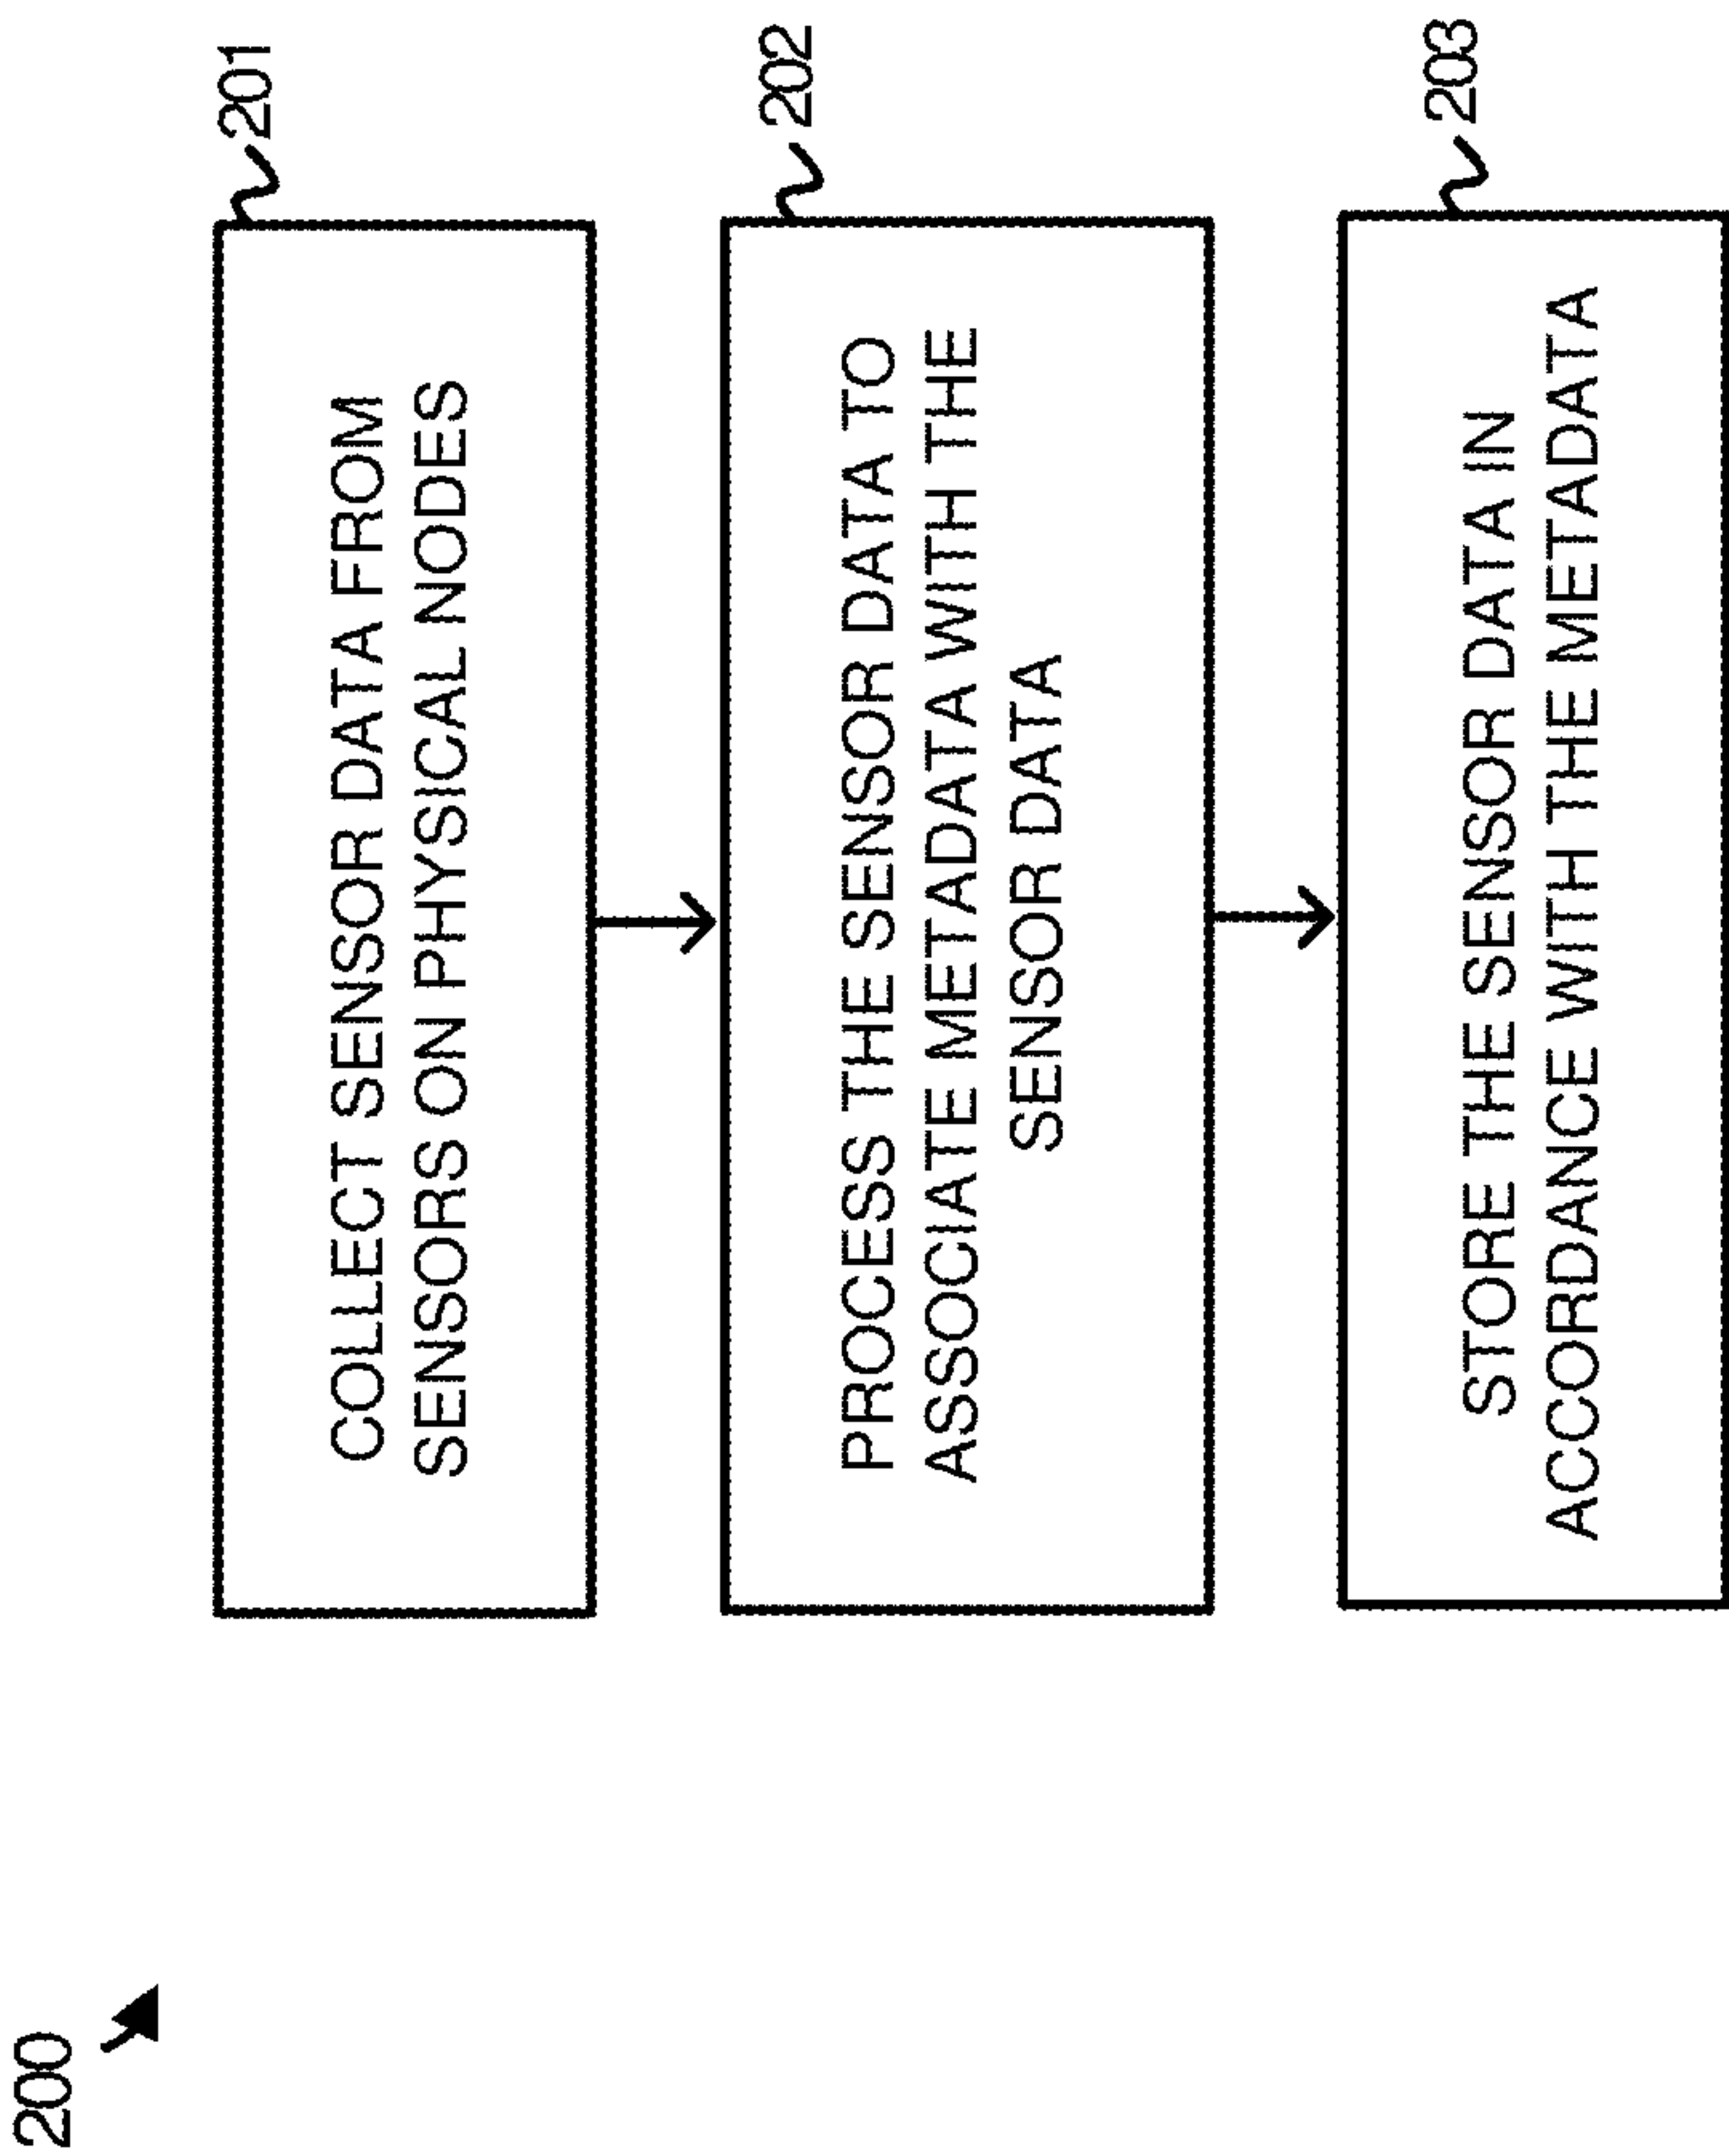 200
201
COLLECT SENSOR DATA FROM
SENSORS ON PHYSICAL NODES
202
PROCESS THE SENSOR DATA TO
ASSOCIATE METADATA WITH THE
SENSOR DATA
203
STORE THE SENSOR DATA IN
ACCORDANCE WITH THE METADATA